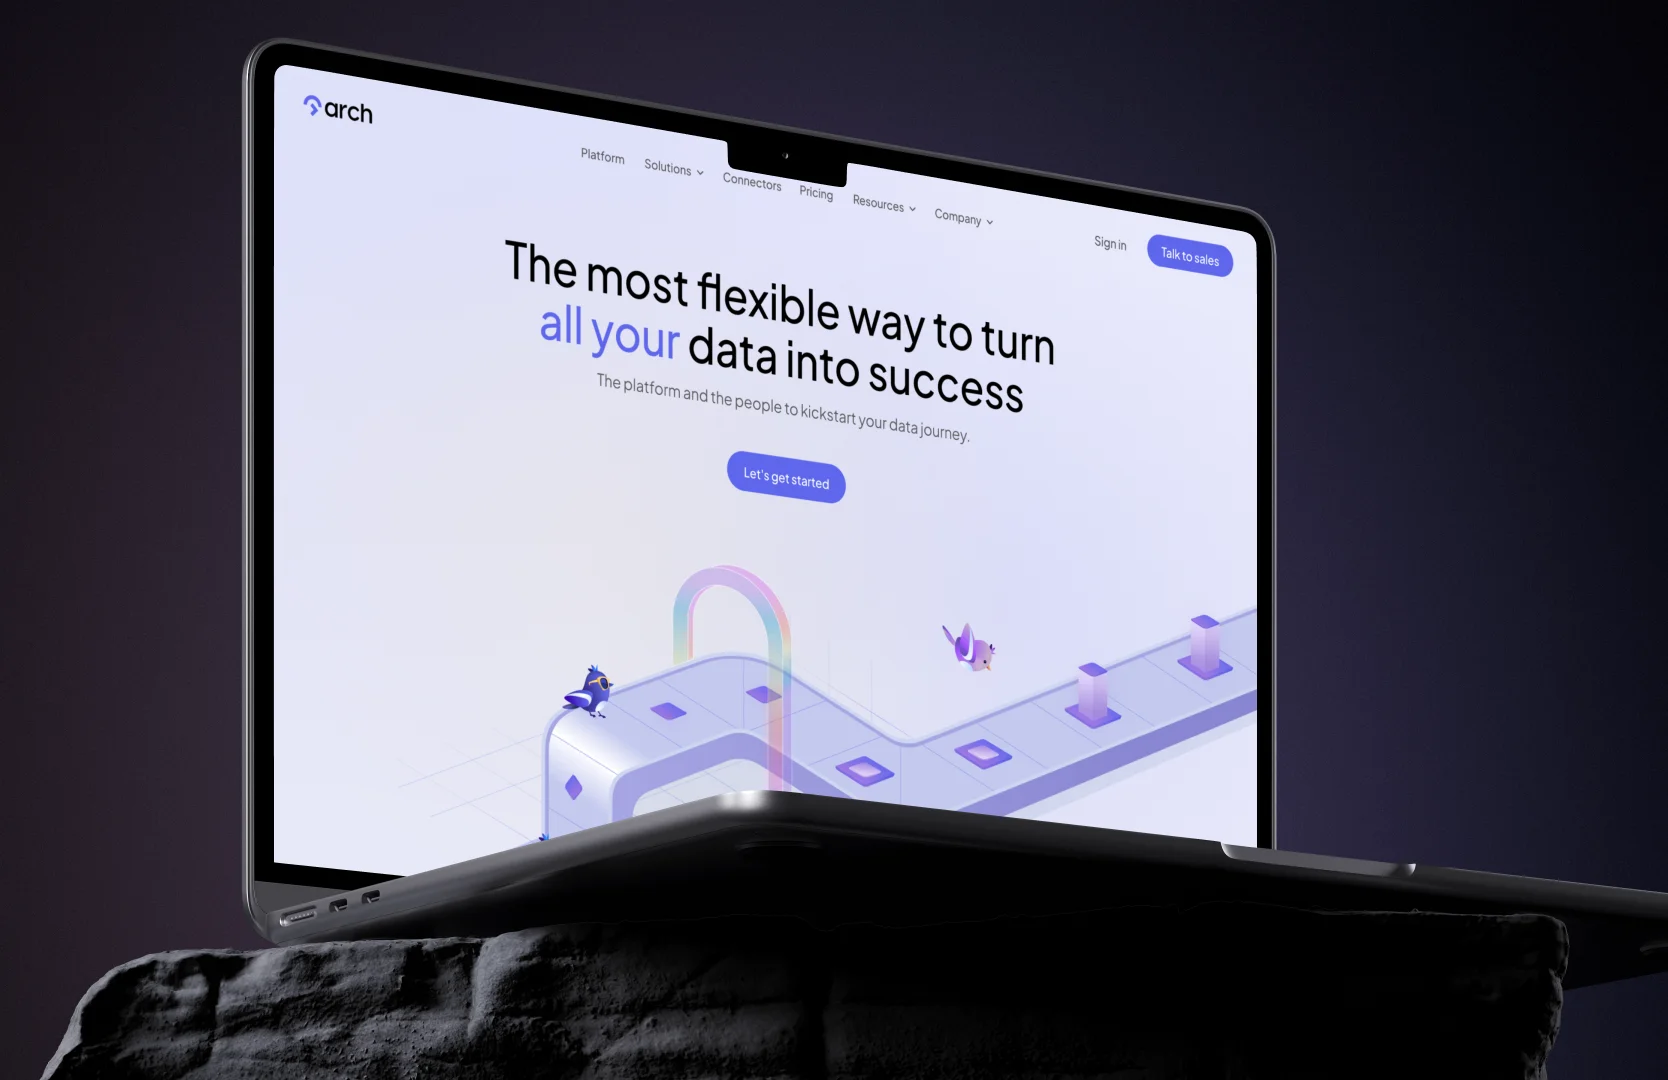 arch
Platform
Solutions
Connectors
Pricing
Resources
Company
Sign in
Talk to sales
The most flexible way to turn
all your data into success
The platform and the people to kickstart your data journey.
Let's get started